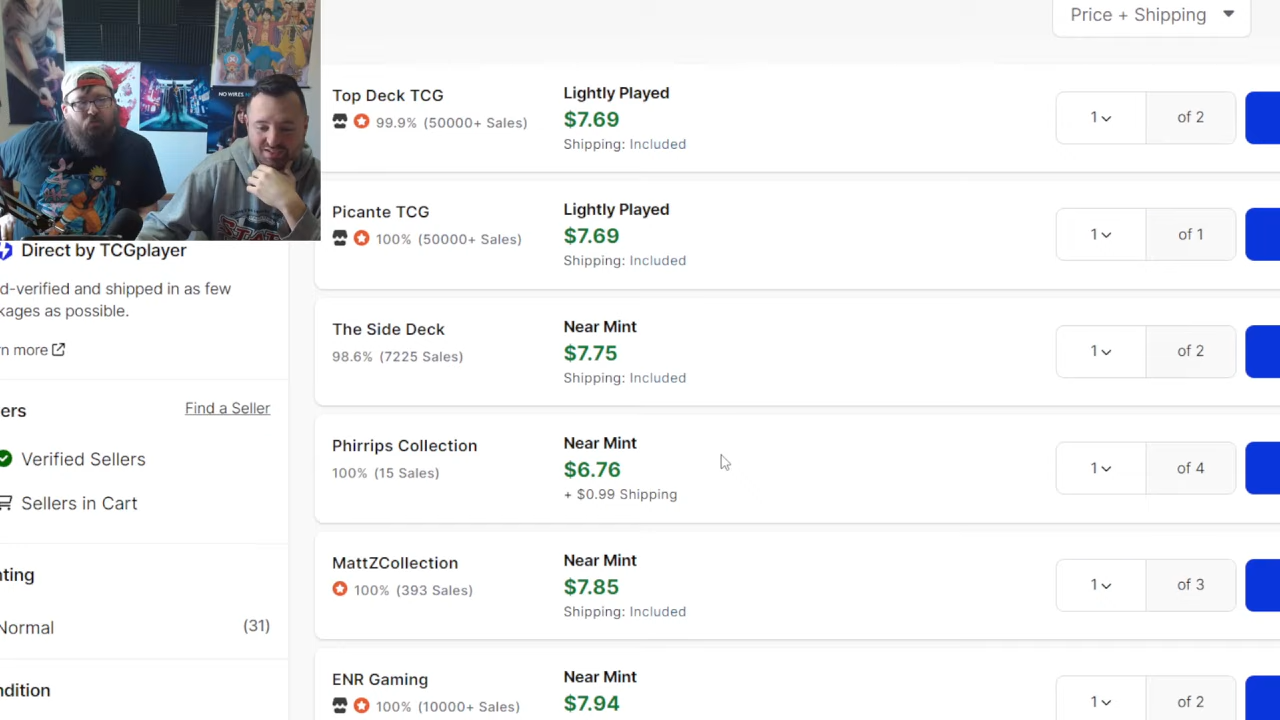 Price + Shipping
NO WIRES
Top Deck TCG
Lightly Played
$7.69
99.9% (50000+ Sales)
Shipping: Included
1
of 2
Picante TCG
Lightly Played
$7.69
100% (50000+ Sales)
Shipping: Included
1
of 1
Direct by TCGplayer
d-verified and shipped in as few
kages as possible.
n more
The Side Deck
Near Mint
$7.75
98.6% (7225 Sales)
Shipping: Included
1
of 2
ers
Find a Seller
Verified Sellers
Sellers in Cart
Phirrips Collection
Near Mint
$6.76
100% (15 Sales)
+ $0.99 Shipping
1
of 4
nting
Normal
(31)
MattZCollection
Near Mint
$7.85
100% (393 Sales)
Shipping: Included
1
of 3
ndition
ENR Gaming
Near Mint
$7.94
100% (10000+ Sales)
1
of 2